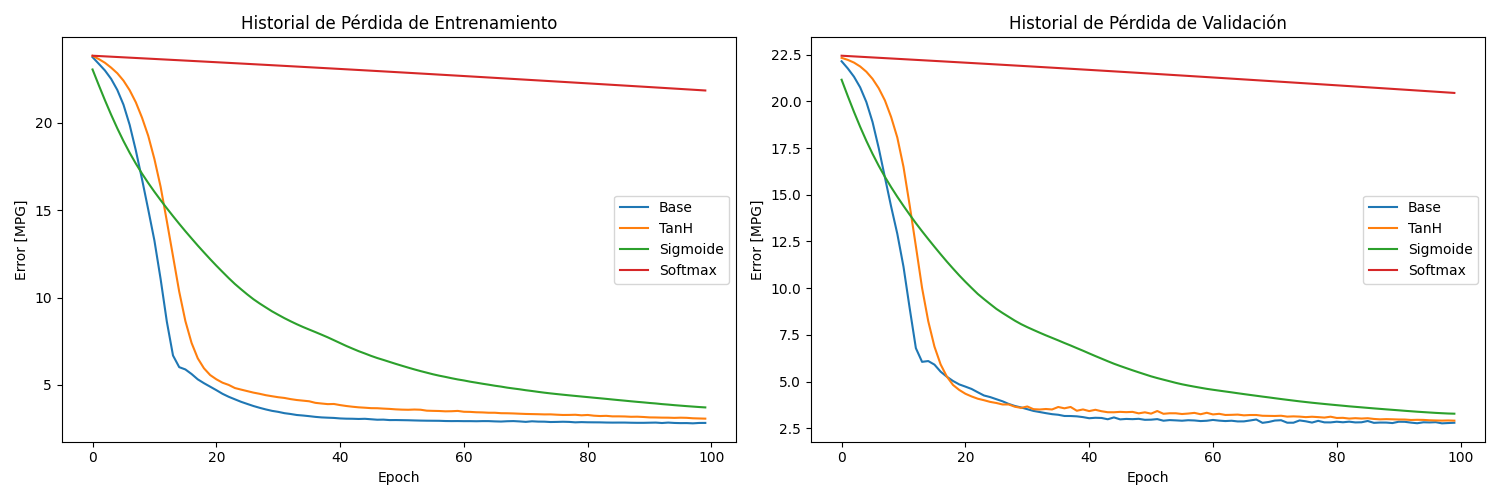 Historial de Pérdida de Entrenamiento
Error [MPG]
20
15
10
5
0 20 40 60 80 100
Epoch
Base
TanH
Sigmoide
Softmax
Historial de Pérdida de Validación
Error [MPG]
22.5
20.0
17.5
15.0
12.5
10.0
7.5
5.0
2.5
0 20 40 60 80 100
Epoch
Base
TanH
Sigmoide
Softmax